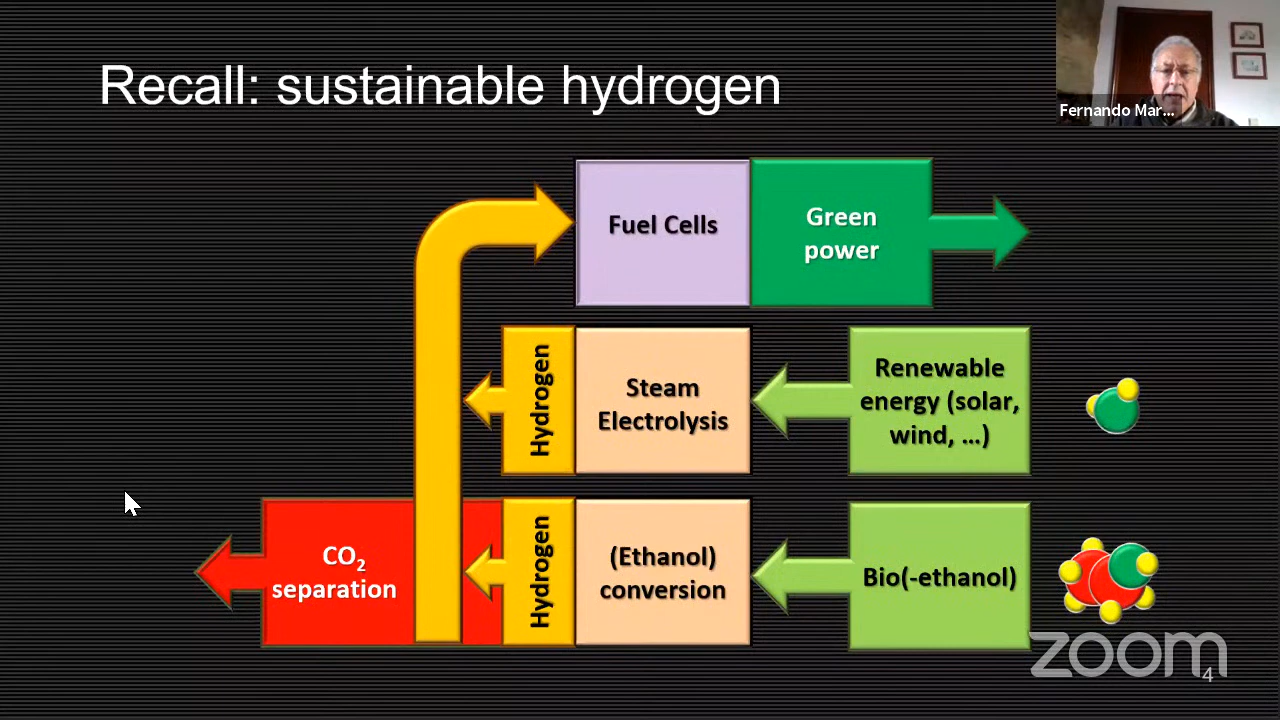 Recall: sustainable hydrogen
Fernando Mar...
Fuel Cells
Green
power
Hydrogen
Steam
Electrolysis
Renewable
energy (solar,
wind, ...)
CO₂
separation
Hydrogen
(Ethanol)
conversion
Bio(-ethanol)
zoom
4